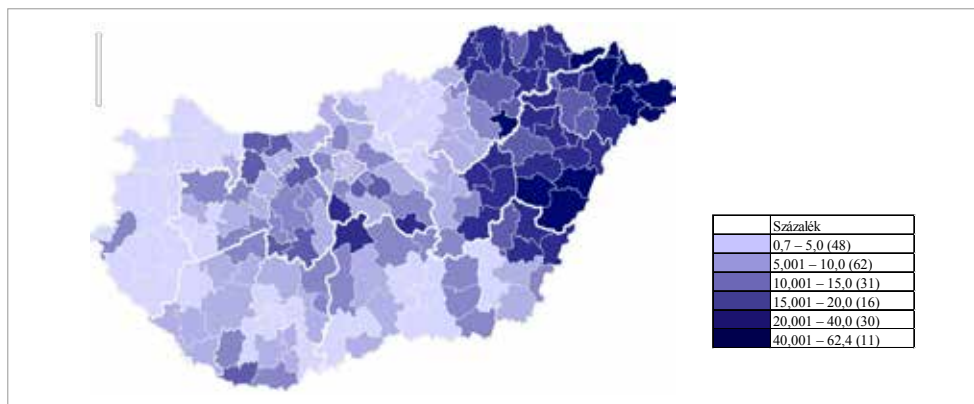 Százalék
0,7 – 5,0 (48)
5,001 – 10,0 (62)
10,001 – 15,0 (31)
15,001 – 20,0 (16)
20,001 – 40,0 (30)
40,001 – 62,4 (11)